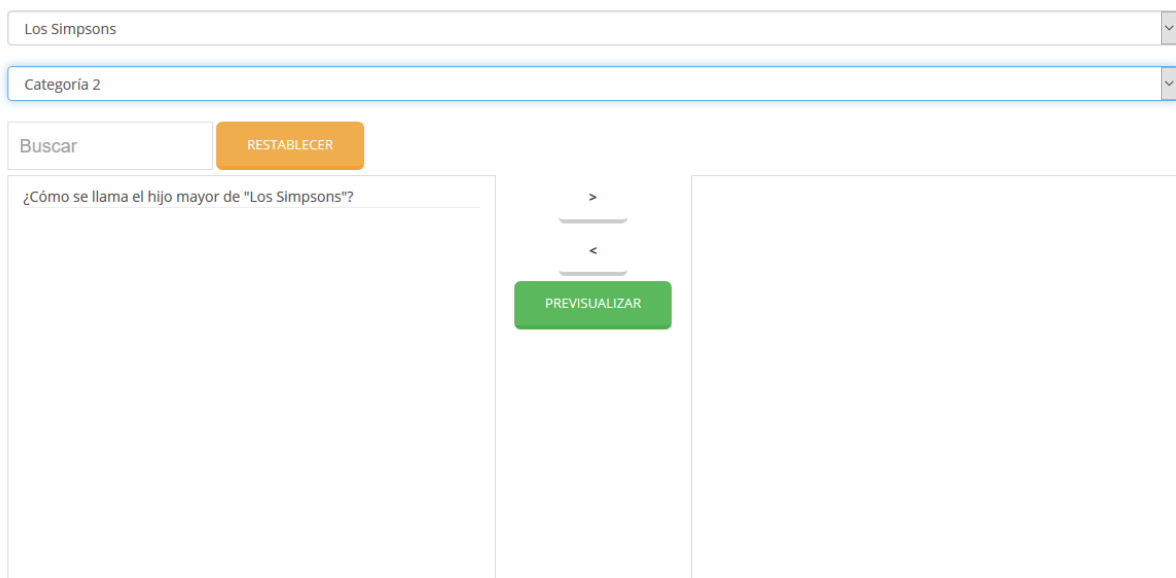 Los Simpsons
Categoría 2
Buscar
RESTABLECER
¿Cómo se llama el hijo mayor de "Los Simpsons"?
>
<
PREVISUALIZAR